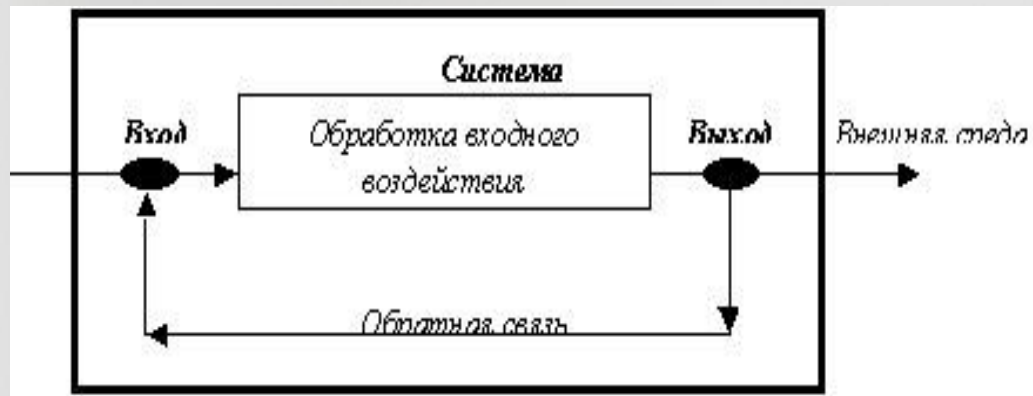 Система
Вход
Обработка входного
воздействия
Выход
Внешняя среда
Обратная связь